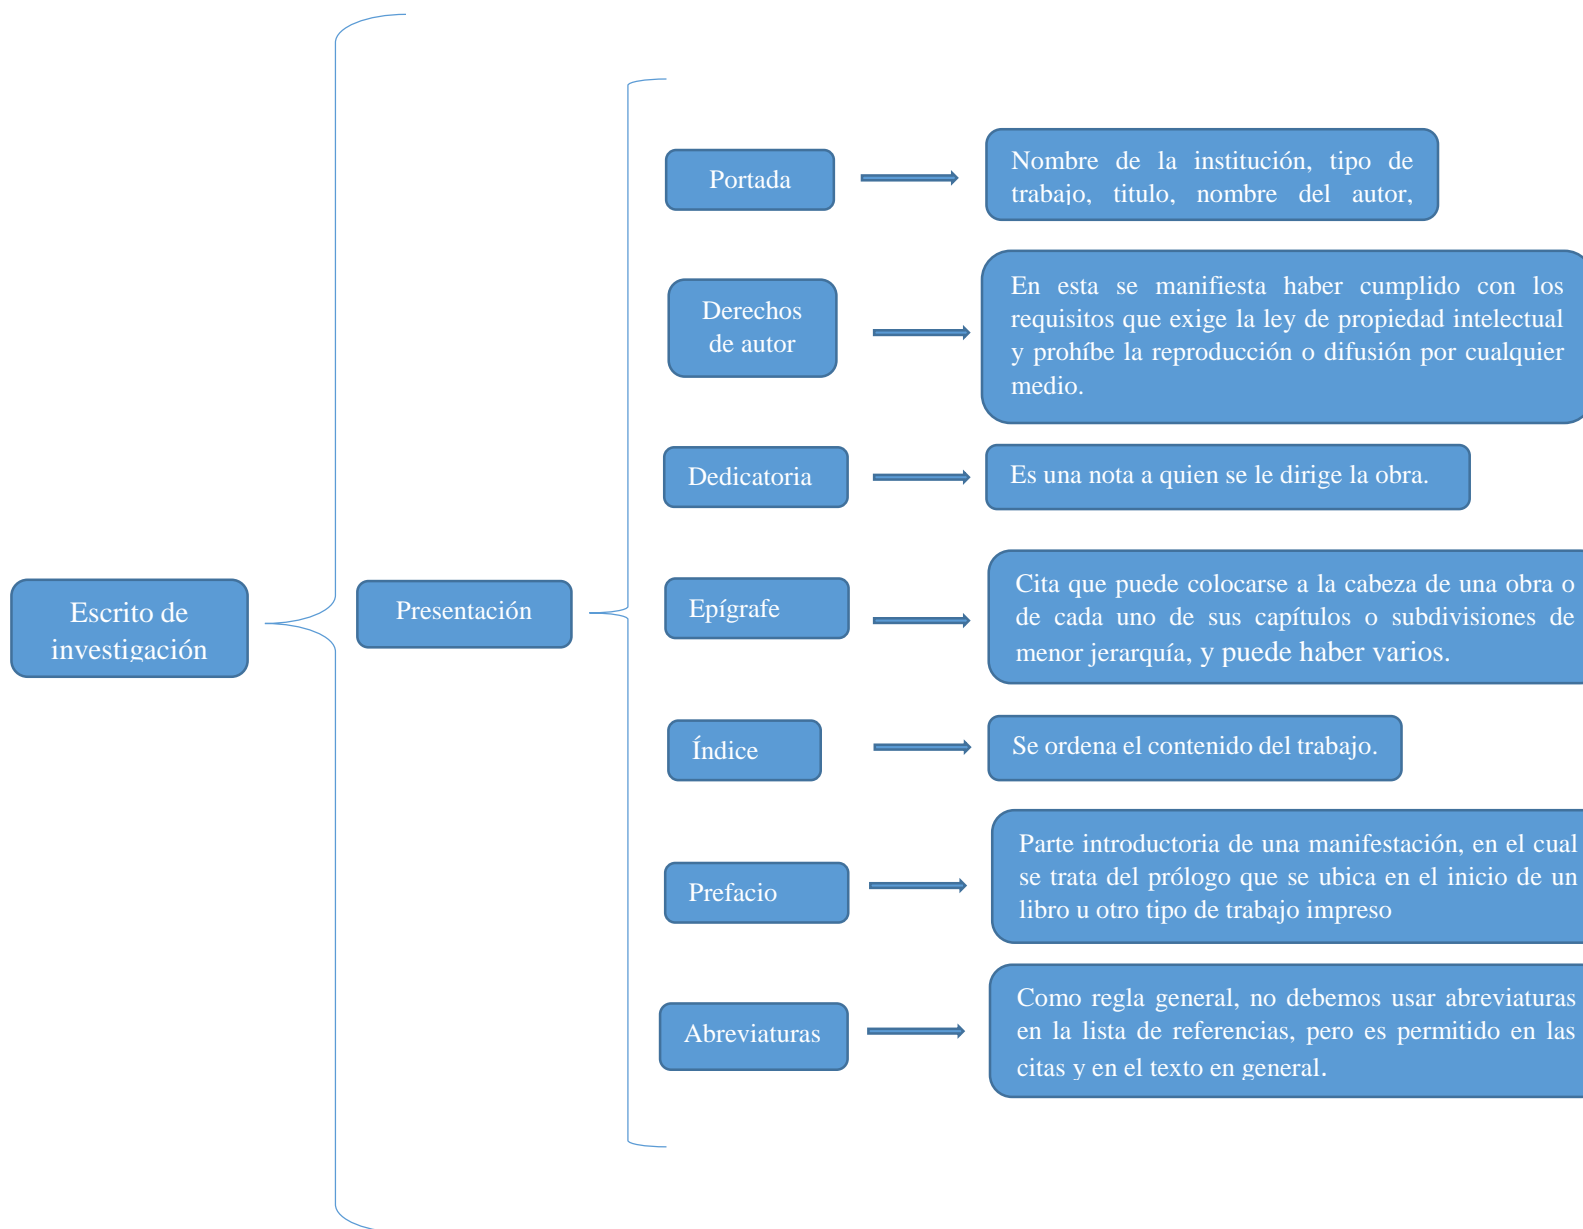 Escrito de
investigación
Presentación
Portada
Nombre de la institución, tipo de
trabajo, titulo, nombre del autor,
Derechos
de autor
En esta se manifiesta haber cumplido con los
requisitos que exige la ley de propiedad intelectual
y prohíbe la reproducción o difusión por cualquier
medio.
Dedicatoria
Es una nota a quien se le dirige la obra.
Epígrafe
Cita que puede colocarse a la cabeza de una obra o
de cada uno de sus capítulos o subdivisiones de
menor jerarquía, y puede haber varios.
Índice
Se ordena el contenido del trabajo.
Prefacio
Parte introductoria de una manifestación, en el cual
se trata del prólogo que se ubica en el inicio de un
libro u otro tipo de trabajo impreso
Abreviaturas
Como regla general, no debemos usar abreviaturas
en la lista de referencias, pero es permitido en las
citas y en el texto en general.